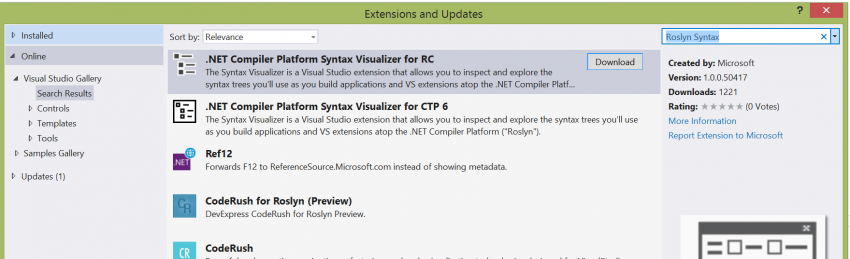 Extensions and Updates
?
Installed
Online
Visual Studio Gallery
Search Results
Controls
Templates
Tools
Samples Gallery
Updates (1)
Sort by: Relevance
.NET Compiler Platform Syntax Visualizer for RC
The Syntax Visualizer is a Visual Studio extension that allows you to inspect and explore the
syntax trees you'll use as you build applications and VS extensions atop the .NET Compiler Platf...
Download
.NET Compiler Platform Syntax Visualizer for CTP 6
The Syntax Visualizer is a Visual Studio extension that allows you to inspect and explore the syntax trees you'll use
as you build applications and VS extensions atop the .NET Compiler Platform ("Roslyn").
.NET
Ref12
Forwards F12 to ReferenceSource.Microsoft.com instead of showing metadata.
CR
CodeRush for Roslyn (Preview)
DevExpress CodeRush for Roslyn Preview.
CR
CodeRush
Roslyn Syntax
Created by: Microsoft
Version: 1.0.0.50417
Downloads: 1221
Rating: ★★★★★ (0 Votes)
More Information
Report Extension to Microsoft